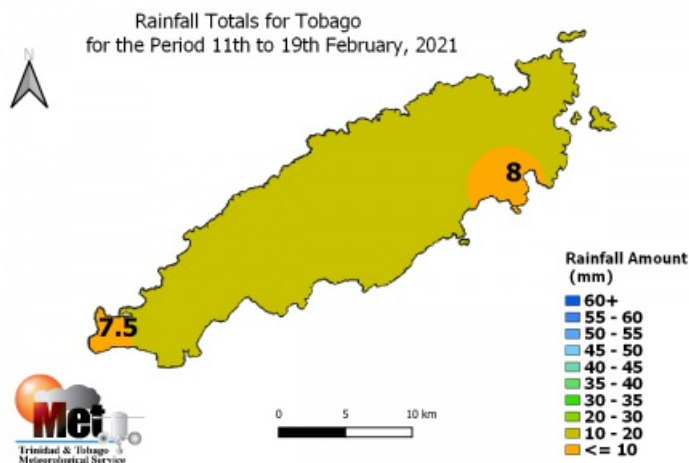 Rainfall Totals for Tobago
for the Period 11th to 19th February, 2021
N
8
7.5
Rainfall Amount
(mm)
60+
55 - 60
50 - 55
45 - 50
40 - 45
35 - 40
30 - 35
20 - 30
10 - 20
<= 10
0 5 10 km
Met
Trinidad & Tobago
Meteorological Service